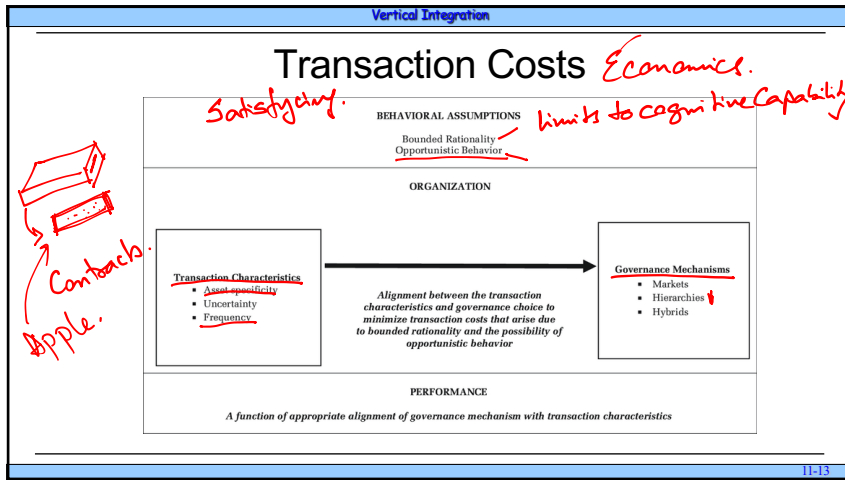 Vertical Integration
Transaction Costs Economics.
Satisfycing.
BEHAVIORAL ASSUMPTIONS
limits to cognitive Capability
Bounded Rationality
Opportunistic Behavior
ORGANIZATION
Contracts.
Apple.
Transaction Characteristics
▪ Asset specificity
▪ Uncertainty
▪ Frequency
Alignment between the transaction
characteristics and governance choice to
minimize transaction costs that arise due
to bounded rationality and the possibility of
opportunistic behavior
Governance Mechanisms
▪ Markets
▪ Hierarchies
▪ Hybrids
PERFORMANCE
A function of appropriate alignment of governance mechanism with transaction characteristics
11-13